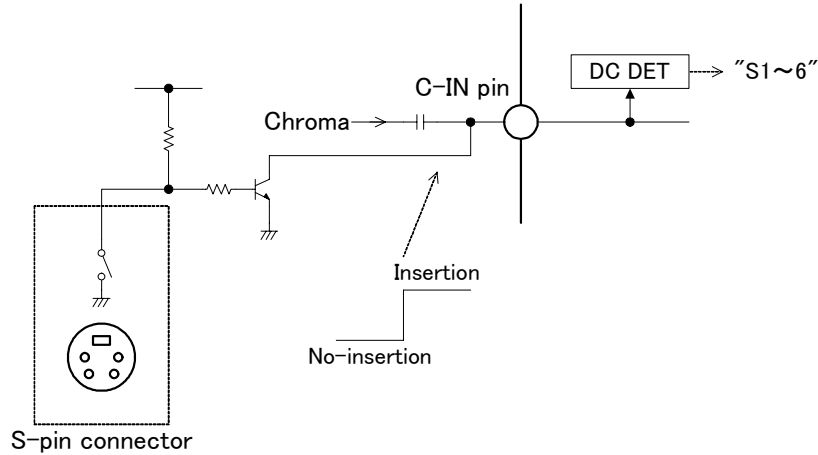 DC DET
"S1～6"
C-IN pin
Chroma
Insertion
No-insertion
S-pin connector